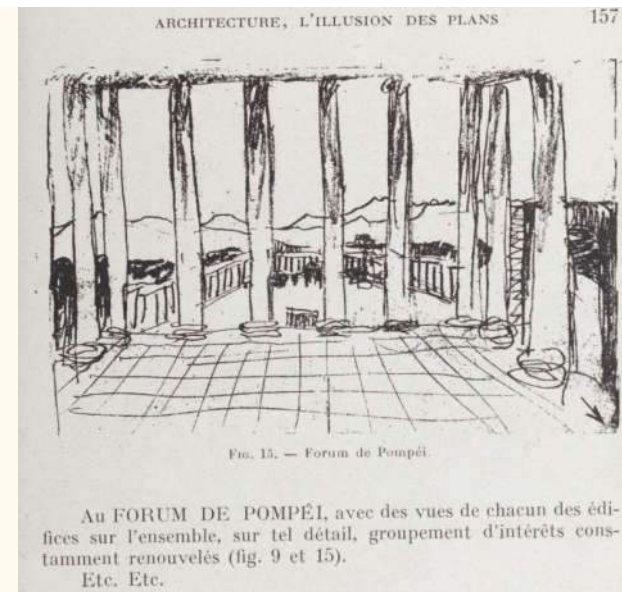 ARCHITECTURE, L'ILLUSION DES PLANS 157
FIG. 15. — Forum de Pompéi.
Au FORUM DE POMPÉI, avec des vues de chacun des édi-
fices sur l'ensemble, sur tel détail, groupement d'intérêts cons-
tamment renouvelés (fig. 9 et 15).
Etc. Etc.